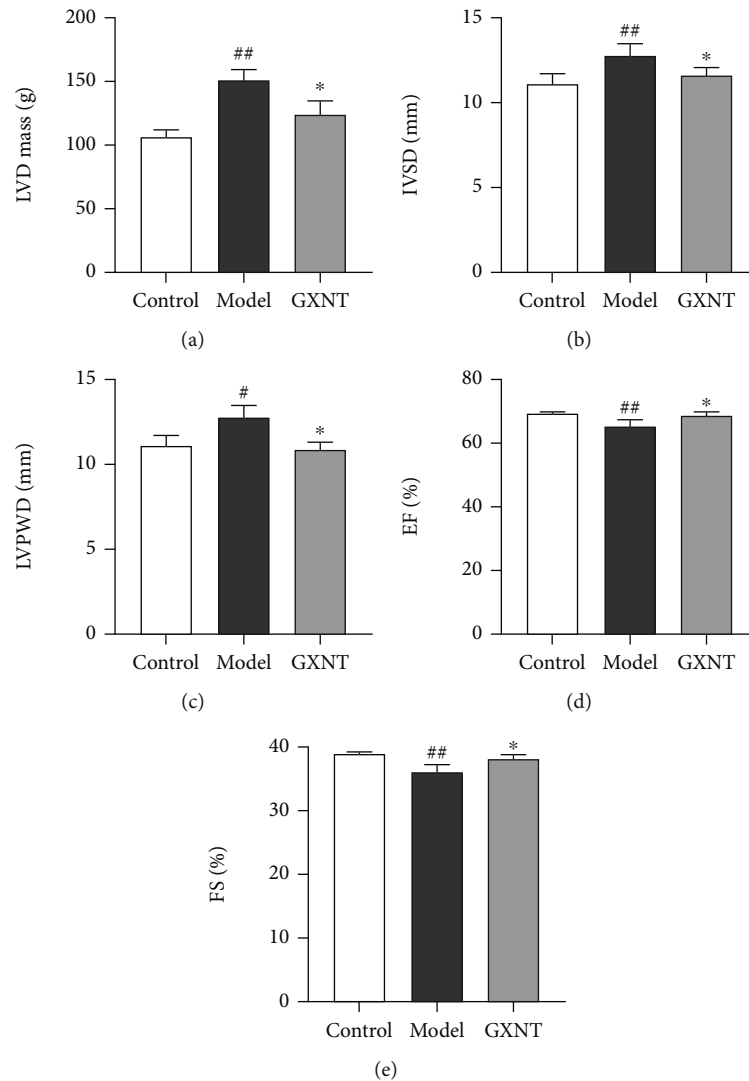 LVD mass (g)
200
150
100
50
0
##
*
Control Model GXNT
(a)
IVSD (mm)
15
10
5
0
##
*
Control Model GXNT
(b)
LVPWD (mm)
15
10
5
0
#
*
Control Model GXNT
(c)
EF (%)
80
60
40
20
0
##
*
Control Model GXNT
(d)
FS (%)
40
30
20
10
0
##
*
Control Model GXNT
(e)